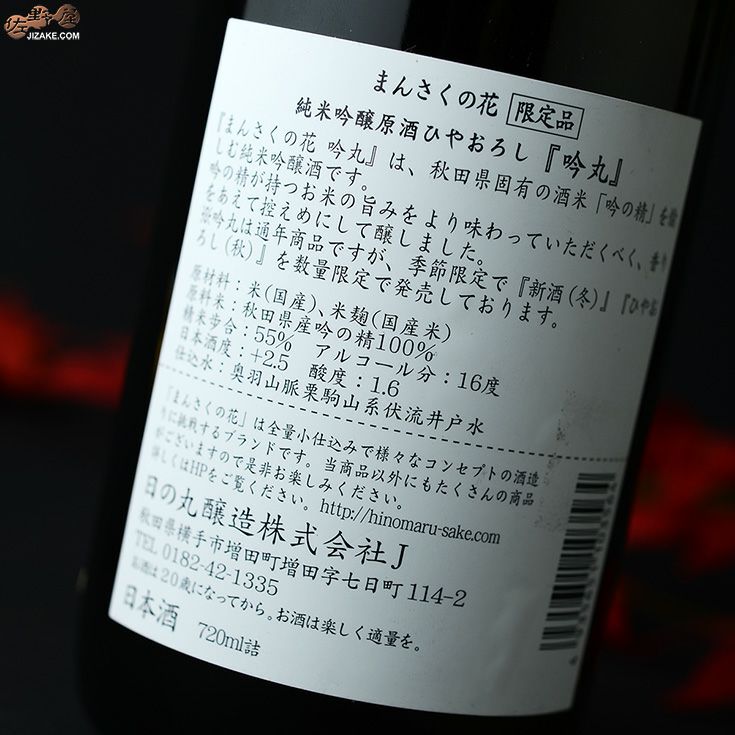 佐野屋
JIZAKE.COM
まんさくの花 限定品
純米吟醸原酒ひやおろし『吟丸』
『まんさくの花 吟丸』は、秋田県固有の酒米「吟の精」を
しむ純米吟醸酒です。
吟の精が持つお米の旨みをより味わっていただくべく、香り
をあえて控えめにして醸しました。
吟丸は通年商品ですが、季節限定で『新酒(冬)』『ひやお
ろし(秋)』を数量限定で発売しております。
原材料：米(国産)、米麹(国産米)
原料米：秋田県産吟の精100%
精米歩合：55% アルコール分：16度
日本酒度：+2.5 酸度：1.6
仕込水：奥羽山脈栗駒山系伏流井戸水
「まんさくの花」は全量小仕込みで様々なコンセプトの酒造
りに挑戦するブランドです。当商品以外にもたくさんの商品
がございますので是非お楽しみください。
詳しくはHPをご覧ください。http://hinomaru-sake.com
日の丸醸造株式会社J
秋田県横手市増田町増田字七日町114-2
TEL 0182-42-1335
お酒は20歳になってから。お酒は楽しく適量を。
日本酒 720ml詰